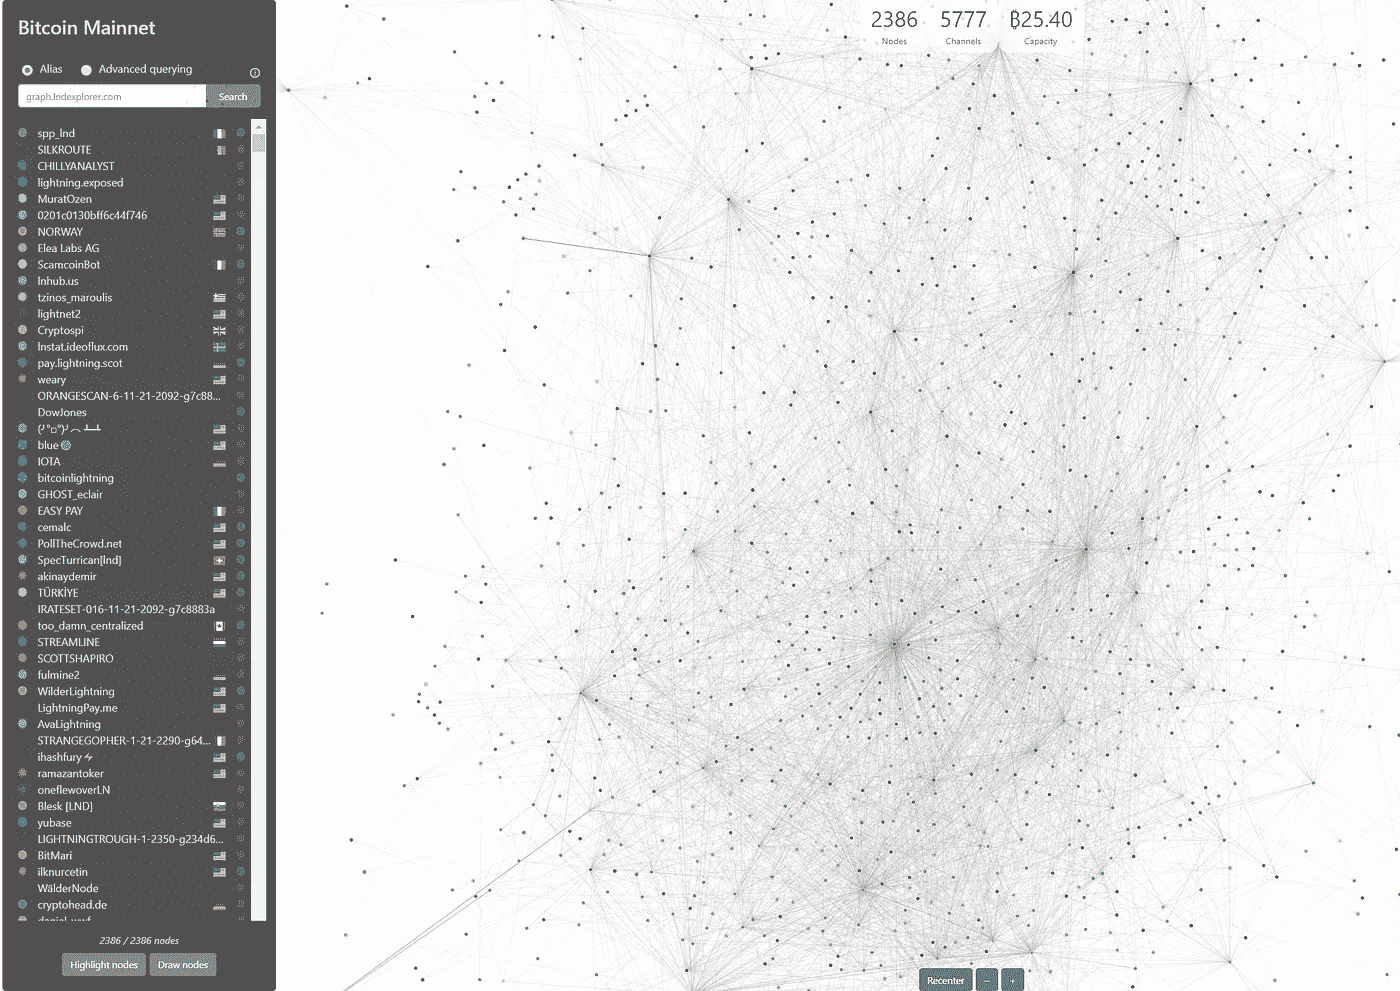 Bitcoin Mainnet
Alias Advanced querying
graph.lndexplorer.com Search
spp_lnd
SILKROUTE
CHILLYANALYST
lightning.exposed
MuratOzen
0201c0130bff6c44f746
NORWAY
Elea Labs AG
ScamcoinBot
lnhub.us
tzinos_maroulis
lightnet2
Cryptospi
lnstat.ideoflux.com
pay.lightning.scot
weary
ORANGESCAN-6-11-21-2092-g7c88...
DowJones
(╯°□°)╯︵ ┻━┻
blue
IOTA
bitcoinlightning
GHOST_eclair
EASY PAY
cemalc
PollTheCrowd.net
SpecTurrican[lnd]
akinaydemir
TÜRKİYE
IRATESET-016-11-21-2092-g7c8883a
too_damn_centralized
STREAMLINE
SCOTTSHAPIRO
fulmine2
WilderLightning
LightningPay.me
AvaLightning
STRANGEGOPHER-1-21-2290-g64...
ihashfury ⚡
ramazantoker
oneflewoverLN
Blesk [LND]
yubase
LIGHTNINGTROUGH-1-2350-g234d6...
BitMari
ilknurcetin
WälderNode
cryptohead.de
2386 / 2386 nodes
Highlight nodes Draw nodes
2386 5777 ₿25.40
Nodes Channels Capacity
Recenter - +